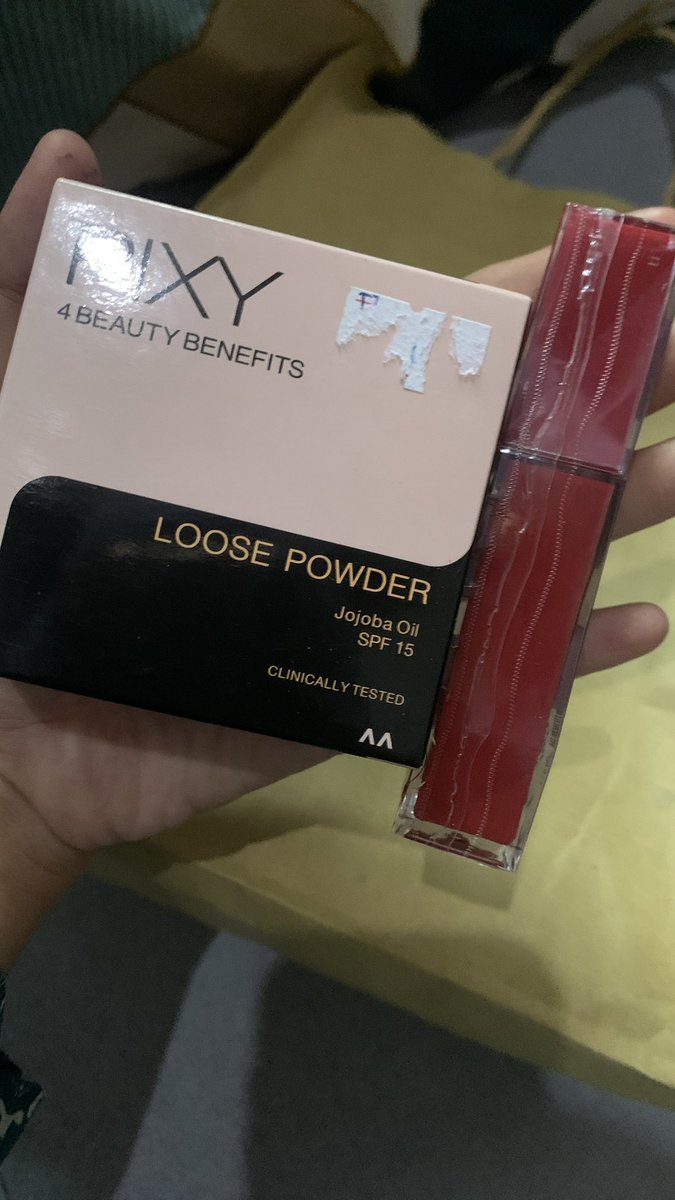 PIXY
4 BEAUTY BENEFITS
LOOSE POWDER
Jojoba Oil
SPF 15
CLINICALLY TESTED